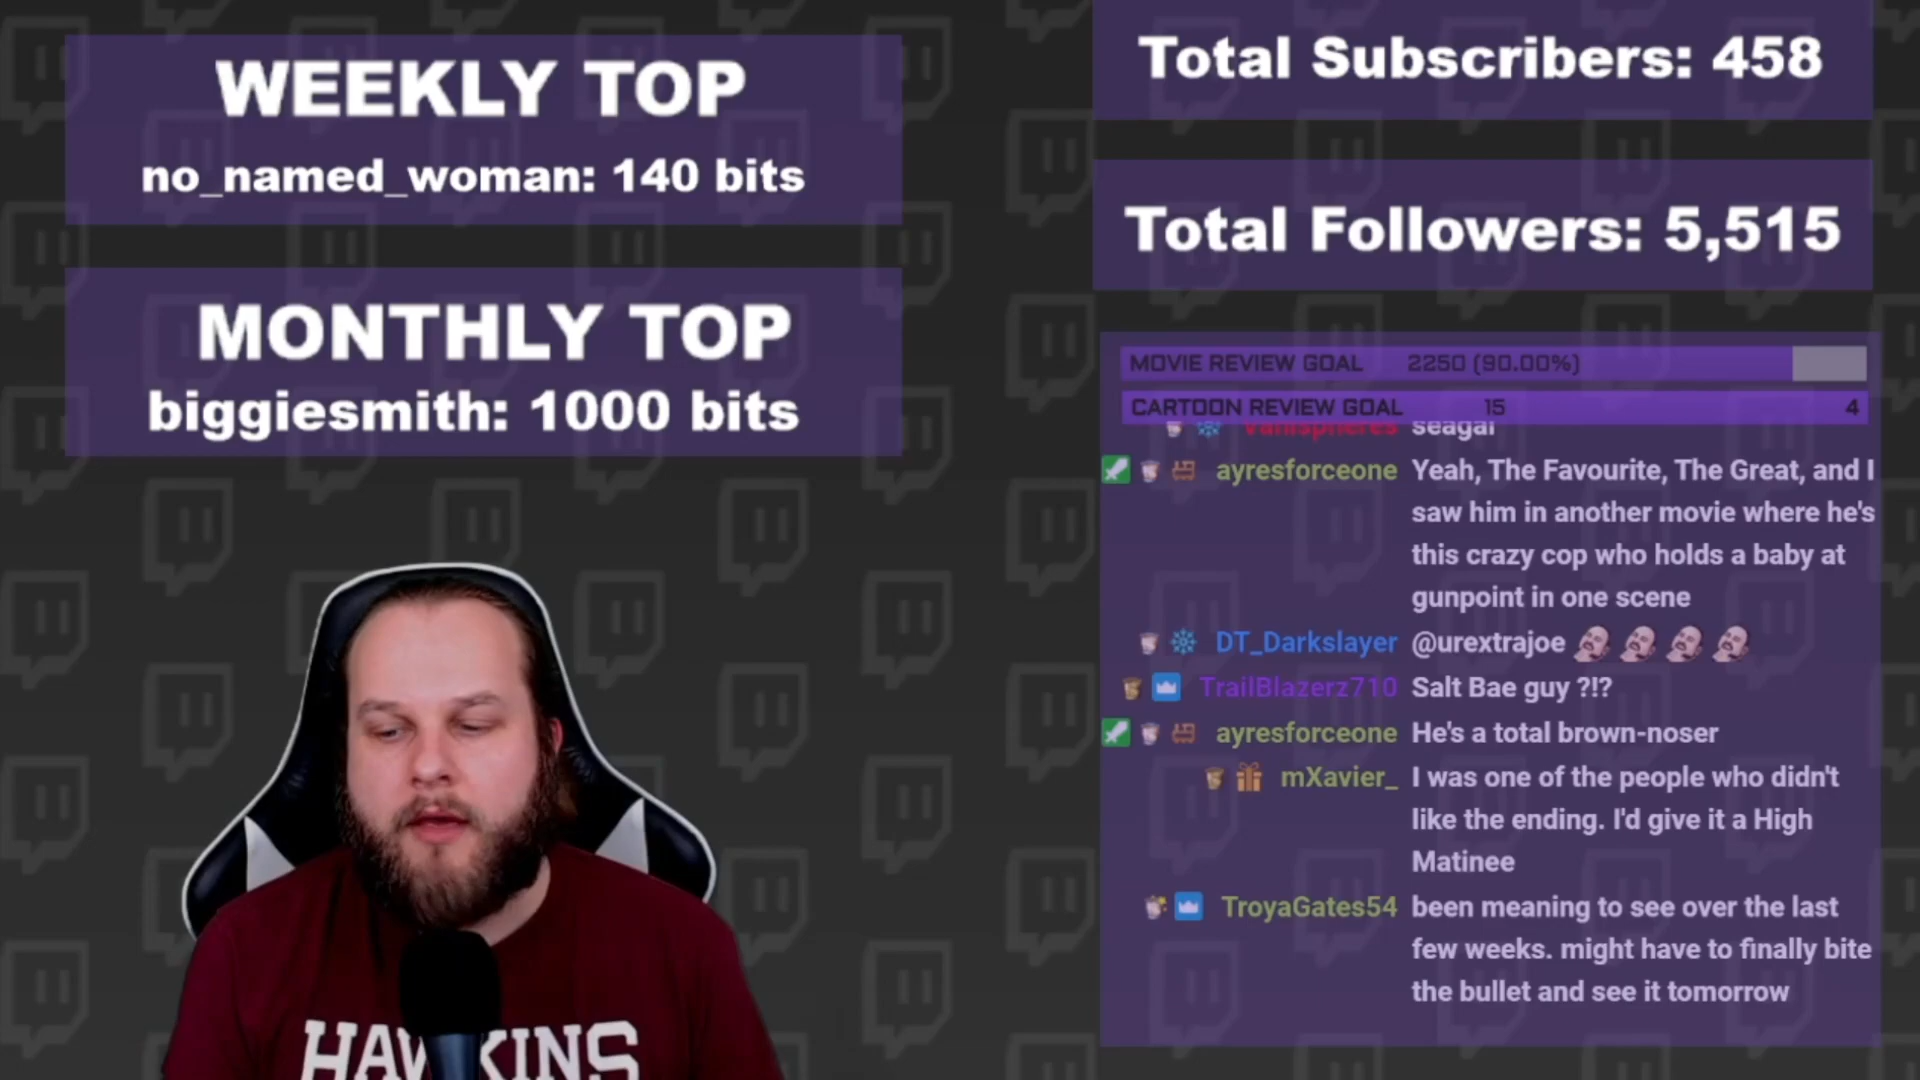 WEEKLY TOP
no_named_woman: 140 bits
MONTHLY TOP
biggiesmith: 1000 bits
Total Subscribers: 458
Total Followers: 5,515
MOVIE REVIEW GOAL 2250 (90.00%)
CARTOON REVIEW GOAL 15 4
seagal
ayresforceone Yeah, The Favourite, The Great, and I
saw him in another movie where he's
this crazy cop who holds a baby at
gunpoint in one scene
DT_Darkslayer @urextrajoe
TrailBlazerz710 Salt Bae guy ?!?
ayresforceone He's a total brown-noser
mXavier_ I was one of the people who didn't
like the ending. I'd give it a High
Matinee
TroyaGates54 been meaning to see over the last
few weeks. might have to finally bite
the bullet and see it tomorrow
HAWKINS